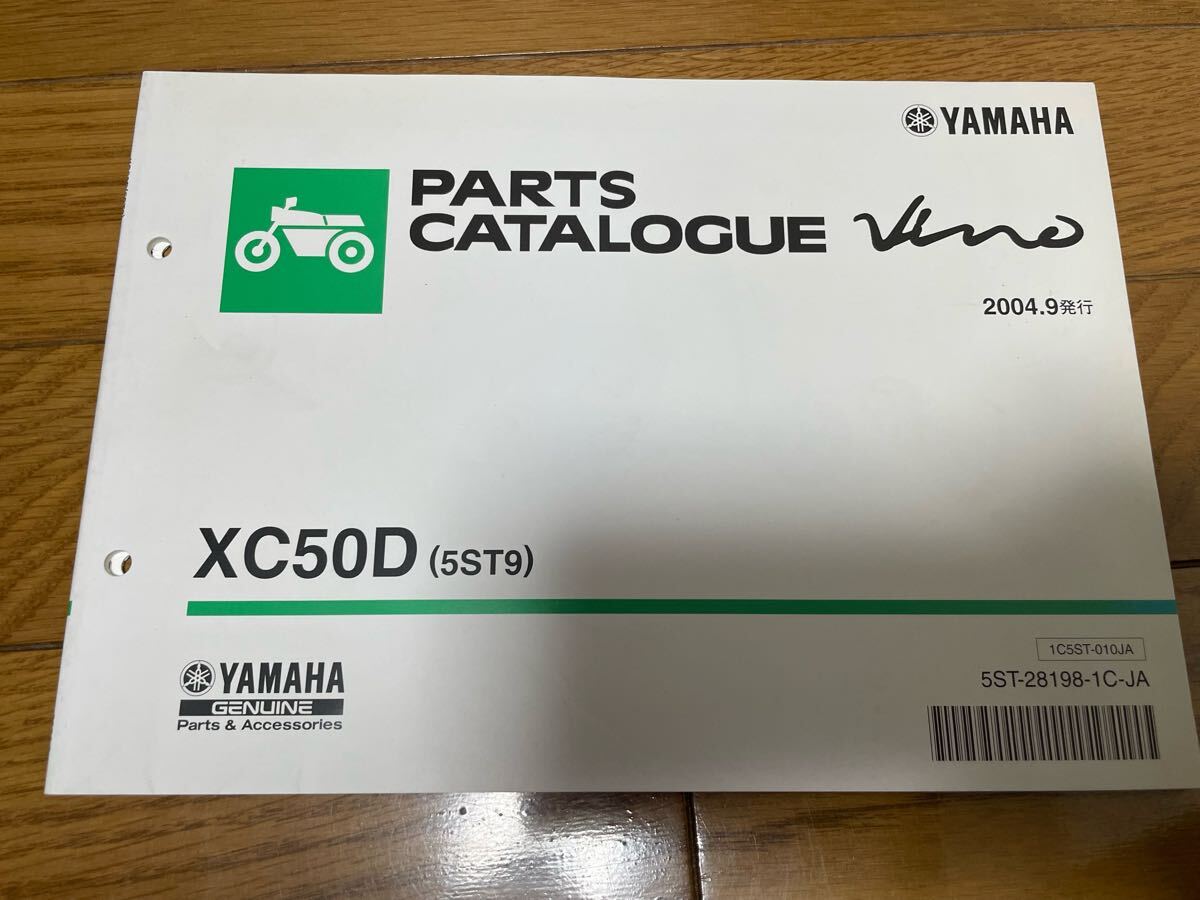 YAMAHA
PARTS
CATALOGUE Vino
2004.9発行
XC50D (5ST9)
YAMAHA
GENUINE
Parts & Accessories
1C5ST-010JA
5ST-28198-1C-JA